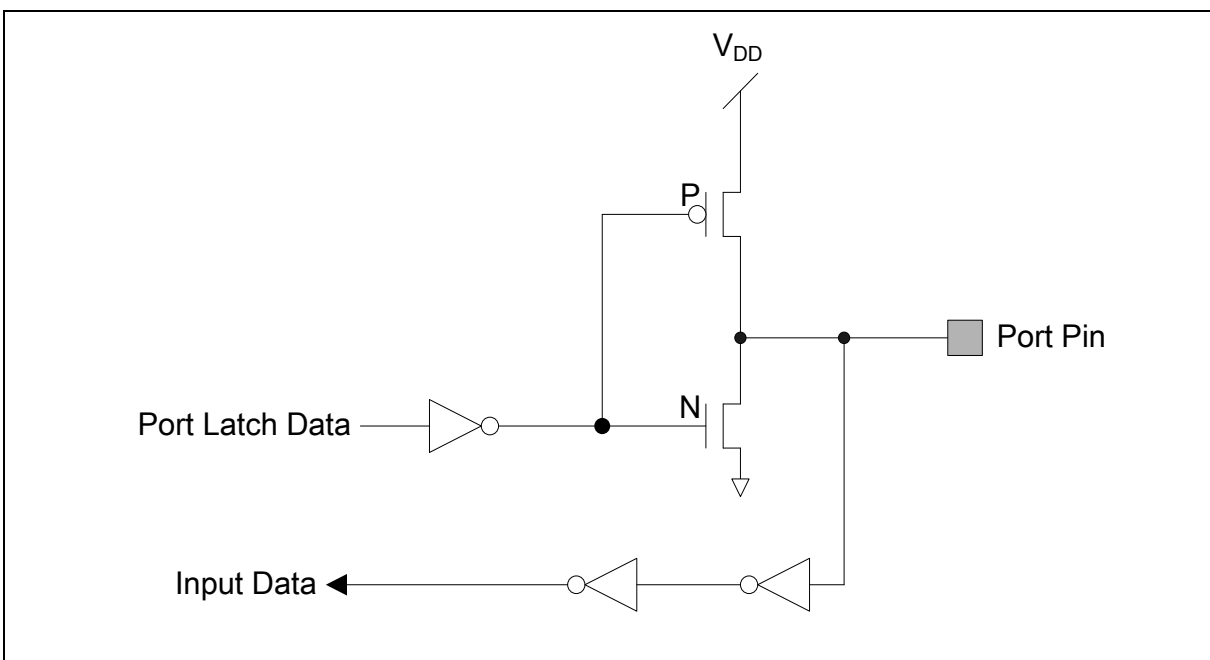 VDD
P
Port Pin
N
Port Latch Data
Input Data